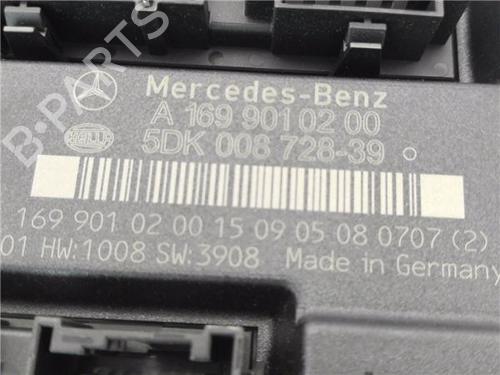 Mercedes-Benz
A 169 901 02 00
HELLA
5DK 008 728-39
169 901 02 00 15 09 05 08 0707 (2)
01 HW:1008 SW:3908 Made in Germany
B-PARTS